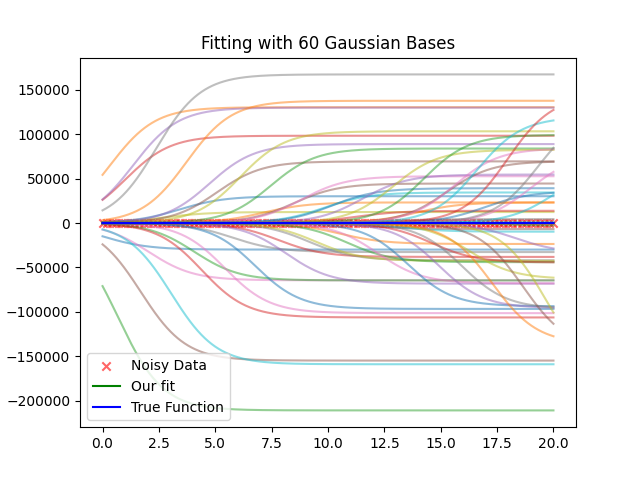 Fitting with 60 Gaussian Bases
150000
100000
50000
0
−50000
−100000
−150000
−200000
Noisy Data
Our fit
True Function
0.0 2.5 5.0 7.5 10.0 12.5 15.0 17.5 20.0